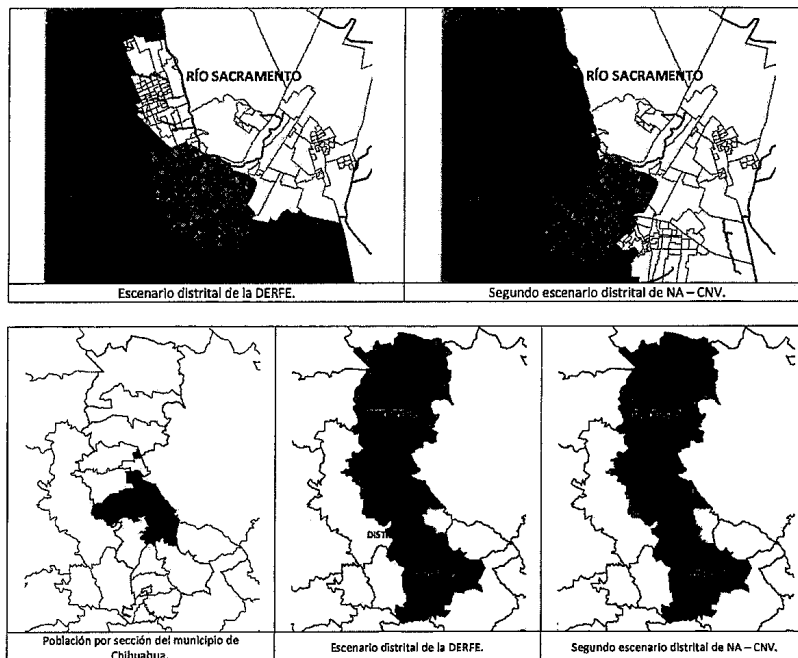 RÍO SACRAMENTO
RÍO SACRAMENTO
Escenario distrital de la DERFE.
Segundo escenario distrital de NA – CNV.
Población por sección del municipio de
Chihuahua.
Escenario distrital de la DERFE.
Segundo escenario distrital de NA – CNV.